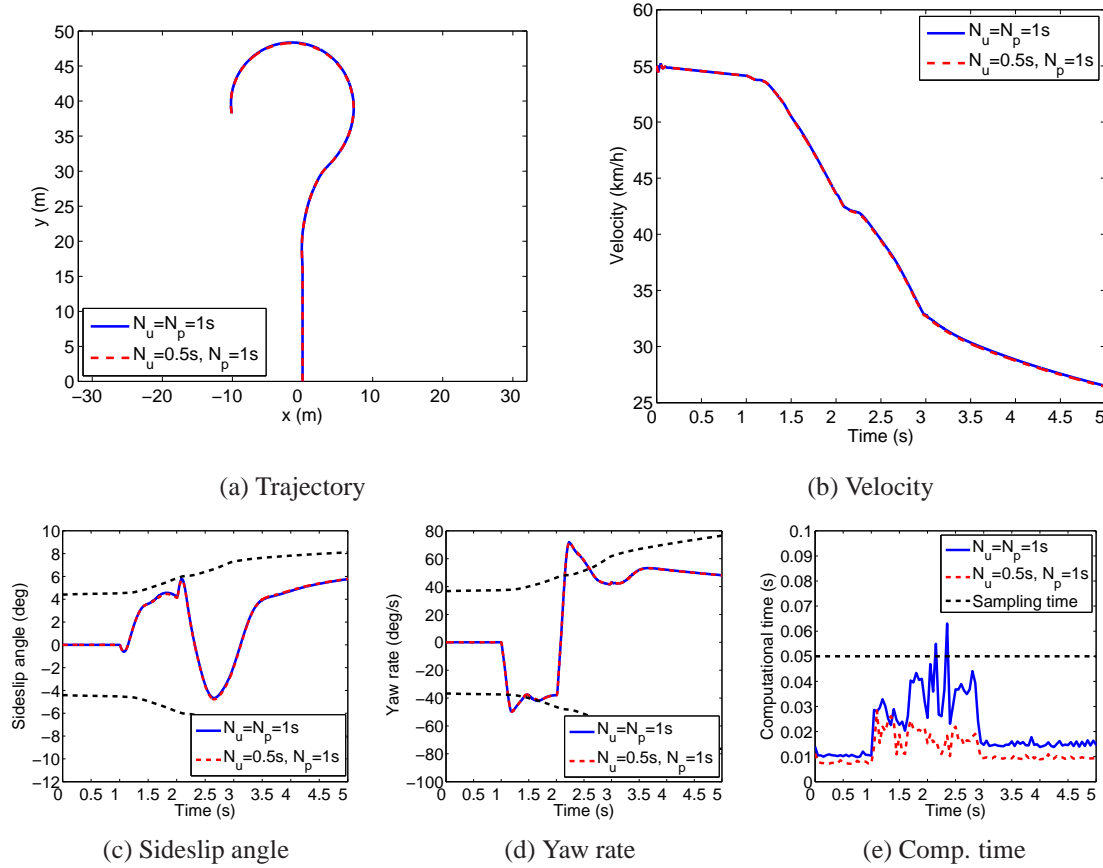 50
45
40
35
30
25
20
15
10
5
0
y (m)
−30 −20 −10 0 10 20 30
x (m)
N_u=N_p=1s
N_u=0.5s, N_p=1s
(a) Trajectory
60
55
50
45
40
35
30
25
Velocity (km/h)
0 0.5 1 1.5 2 2.5 3 3.5 4 4.5 5
Time (s)
N_u=N_p=1s
N_u=0.5s, N_p=1s
(b) Velocity
10
8
6
4
2
0
−2
−4
−6
−8
−10
−12
Sideslip angle (deg)
0 0.5 1 1.5 2 2.5 3 3.5 4 4.5 5
Time (s)
N_u=N_p=1s
N_u=0.5s, N_p=1s
(c) Sideslip angle
80
60
40
20
0
−20
−40
−60
−80
−100
Yaw rate (deg/s)
0 0.5 1 1.5 2 2.5 3 3.5 4 4.5 5
Time (s)
N_u=N_p=1s
N_u=0.5s, N_p=1s
(d) Yaw rate
0.1
0.09
0.08
0.07
0.06
0.05
0.04
0.03
0.02
0.01
0
Computational time (s)
0 0.5 1 1.5 2 2.5 3 3.5 4 4.5 5
Time (s)
N_u=N_p=1s
N_u=0.5s, N_p=1s
Sampling time
(e) Comp. time